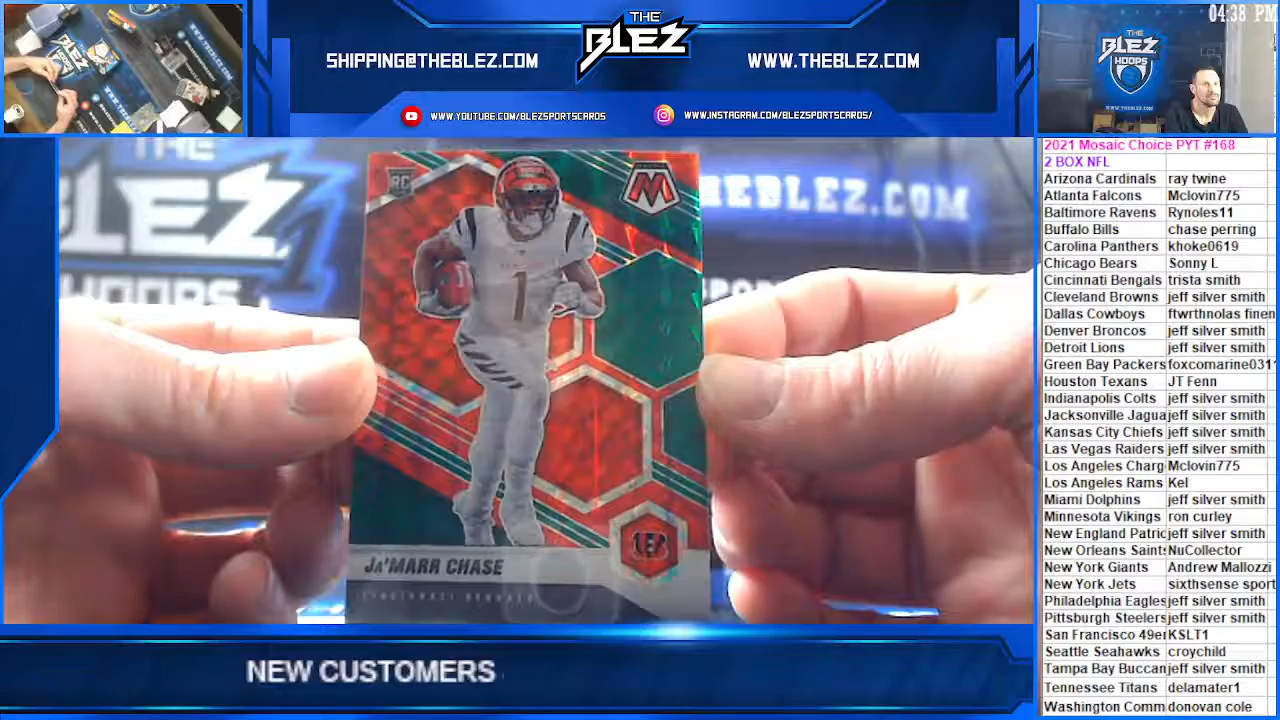 THE
BLEZ
SHIPPING@THEBLEZ.COM
WWW.THEBLEZ.COM
WWW.YOUTUBE.COM/BLEZSPORTSCARDS
WWW.INSTAGRAM.COM/BLEZSPORTSCARDS/
04:38 PM
THE
BLEZ
HOOPS
THE
BLEZ
HOOPS
HEBLEZ.COM
RC
M
1
JA'MARR CHASE
CINCINNATI BENGALS
NEW CUSTOMERS
2021 Mosaic Choice PYT #168
2 BOX NFL
Arizona Cardinals ray twine
Atlanta Falcons Mclovin775
Baltimore Ravens Rynoles11
Buffalo Bills chase perring
Carolina Panthers khoke0619
Chicago Bears Sonny L
Cincinnati Bengals trista smith
Cleveland Browns jeff silver smith
Dallas Cowboys ftwrthnolas finen
Denver Broncos jeff silver smith
Detroit Lions jeff silver smith
Green Bay Packers foxcomarine031
Houston Texans JT Fenn
Indianapolis Colts jeff silver smith
Jacksonville Jagua jeff silver smith
Kansas City Chiefs jeff silver smith
Las Vegas Raiders jeff silver smith
Los Angeles Charg Mclovin775
Los Angeles Rams Kel
Miami Dolphins jeff silver smith
Minnesota Vikings ron curley
New England Patric jeff silver smith
New Orleans Saints NuCollector
New York Giants Andrew Mallozzi
New York Jets sixthsense sport
Philadelphia Eagles jeff silver smith
Pittsburgh Steelers jeff silver smith
San Francisco 49er KSLT1
Seattle Seahawks croychild
Tampa Bay Buccan jeff silver smith
Tennessee Titans delamater1
Washington Comm donovan cole